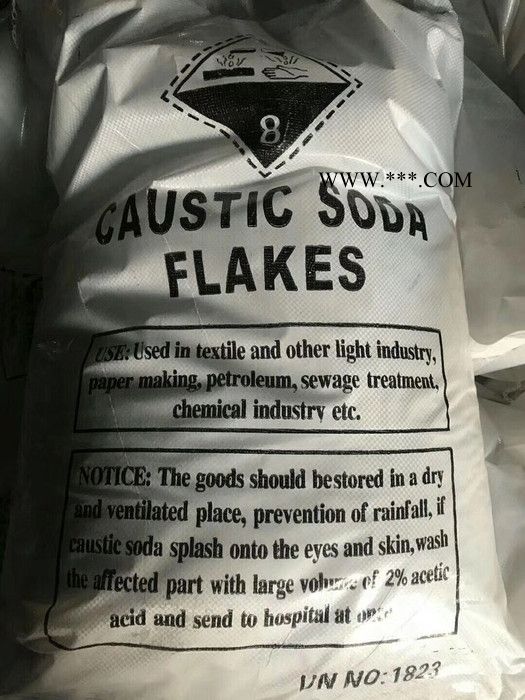 8
WWW.***.COM
CAUSTIC SODA
FLAKES
USE: Used in textile and other light industry,
paper making, petroleum, sewage treatment,
chemical industry etc.
NOTICE: The goods should bestored in a dry
and ventilated place, prevention of rainfall, if
caustic soda splash onto the eyes and skin, wash
the affected part with large volume of 2% acetic
acid and send to hospital at
UN NO: 1823